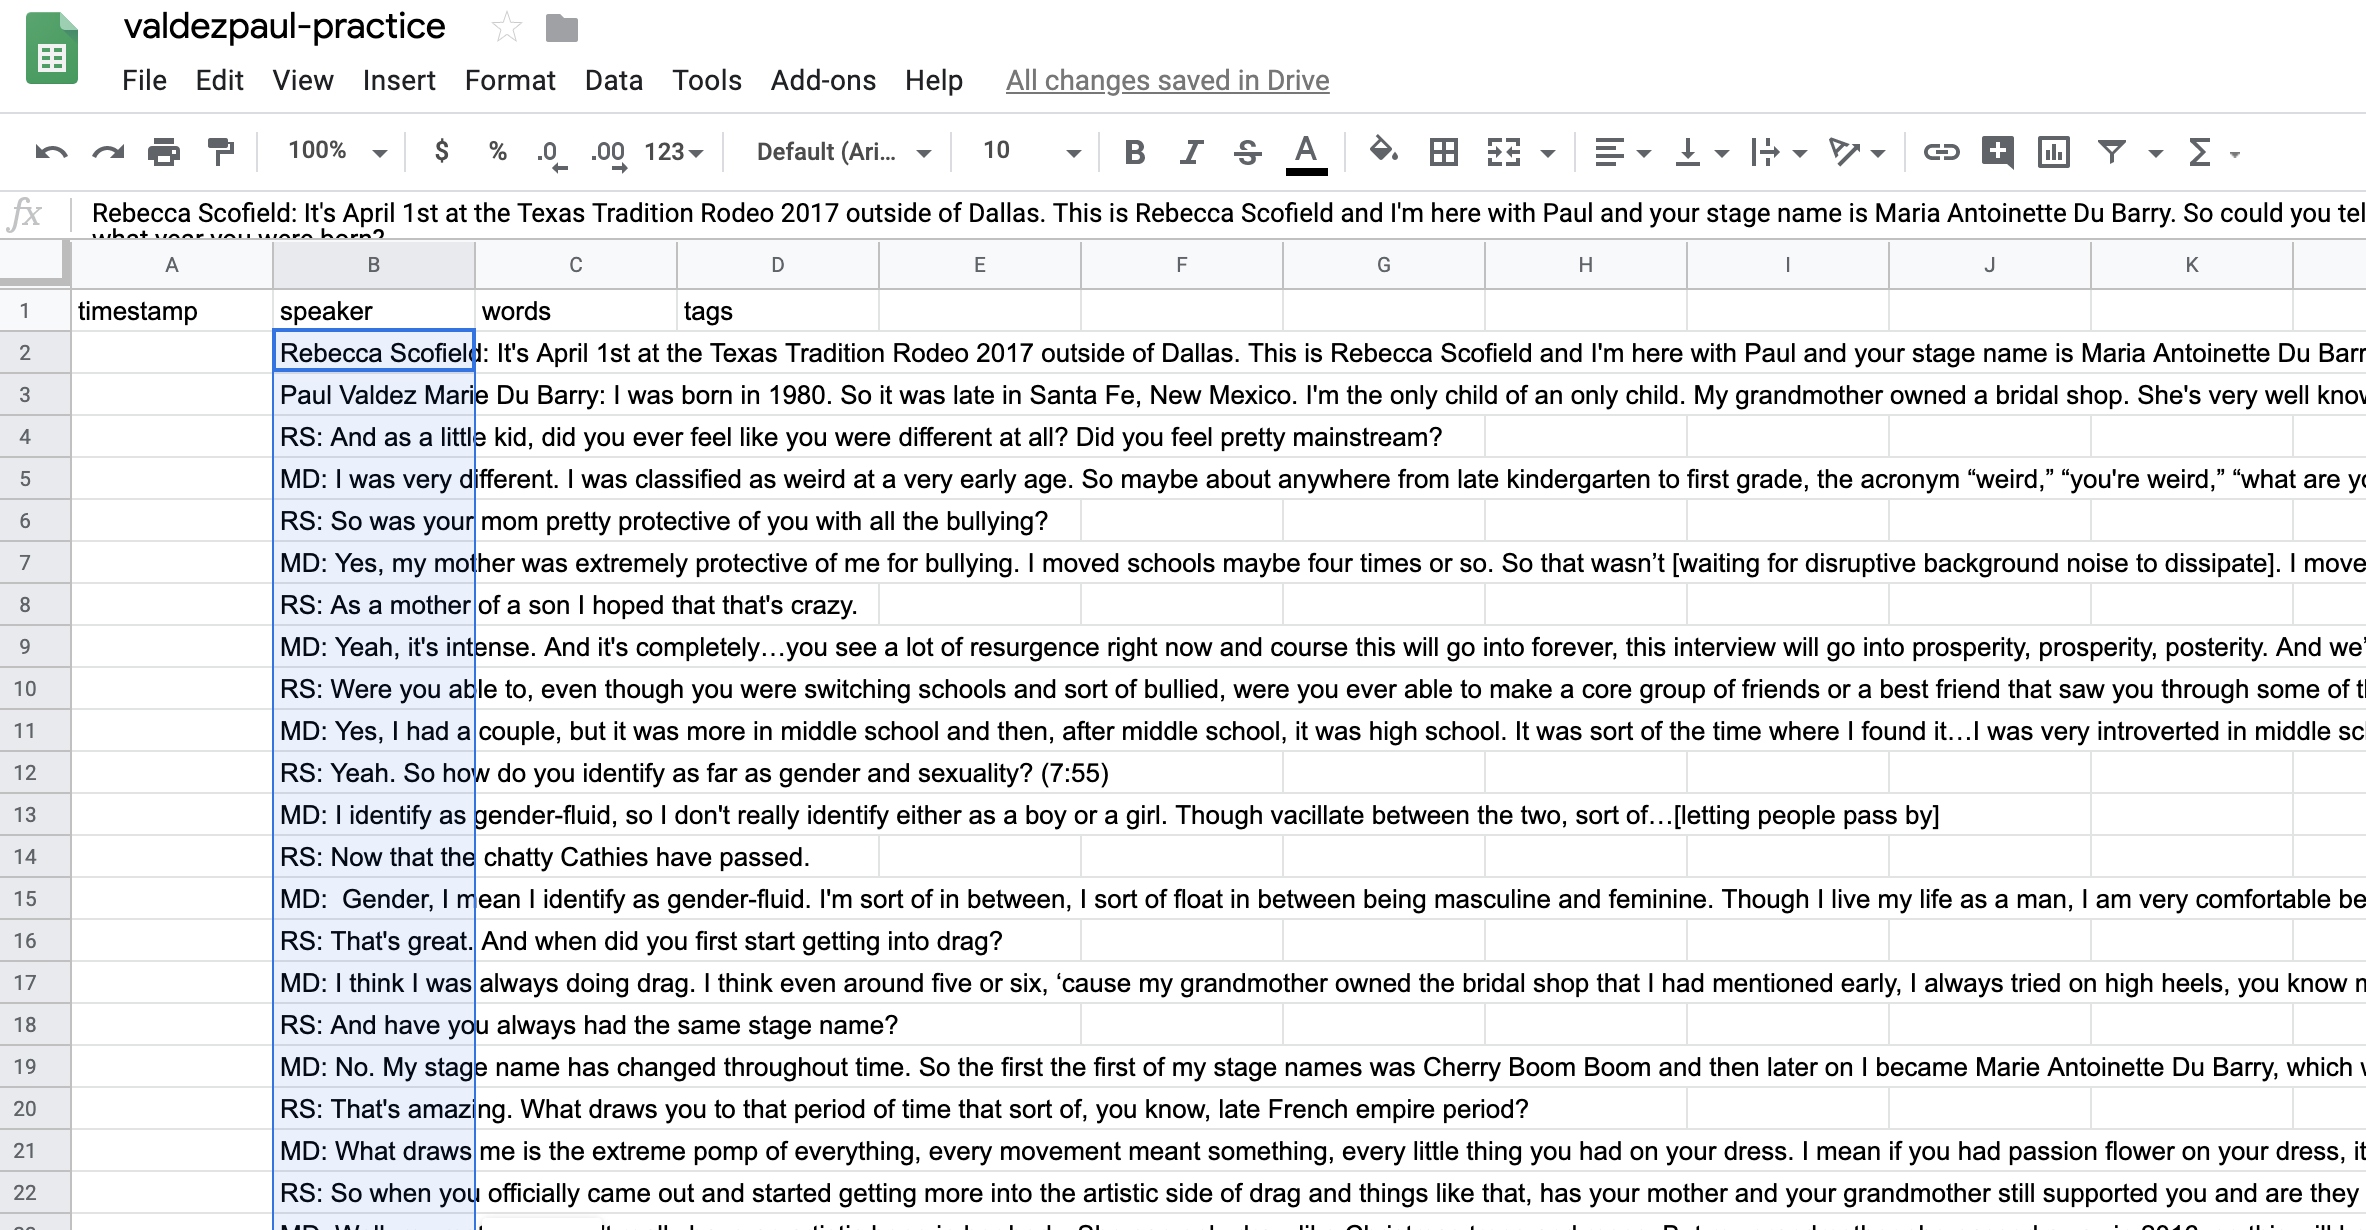 valdezpaul-practice
File Edit View Insert Format Data Tools Add-ons Help All changes saved in Drive
100% $ % .0 .00 123 Default (Ari... 10 B I S A
fx Rebecca Scofield: It's April 1st at the Texas Tradition Rodeo 2017 outside of Dallas. This is Rebecca Scofield and I'm here with Paul and your stage name is Maria Antoinette Du Barry. So could you tel
what year you were born?
A B C D E F G H I J K
1 timestamp speaker words tags
2 Rebecca Scofield: It's April 1st at the Texas Tradition Rodeo 2017 outside of Dallas. This is Rebecca Scofield and I'm here with Paul and your stage name is Maria Antoinette Du Barr
3 Paul Valdez Marie Du Barry: I was born in 1980. So it was late in Santa Fe, New Mexico. I'm the only child of an only child. My grandmother owned a bridal shop. She's very well know
4 RS: And as a little kid, did you ever feel like you were different at all? Did you feel pretty mainstream?
5 MD: I was very different. I was classified as weird at a very early age. So maybe about anywhere from late kindergarten to first grade, the acronym “weird,” “you're weird,” “what are yo
6 RS: So was your mom pretty protective of you with all the bullying?
7 MD: Yes, my mother was extremely protective of me for bullying. I moved schools maybe four times or so. So that wasn’t [waiting for disruptive background noise to dissipate]. I move
8 RS: As a mother of a son I hoped that that's crazy.
9 MD: Yeah, it's intense. And it's completely…you see a lot of resurgence right now and course this will go into forever, this interview will go into prosperity, prosperity, posterity. And we’
10 RS: Were you able to, even though you were switching schools and sort of bullied, were you ever able to make a core group of friends or a best friend that saw you through some of tl
11 MD: Yes, I had a couple, but it was more in middle school and then, after middle school, it was high school. It was sort of the time where I found it…I was very introverted in middle sc
12 RS: Yeah. So how do you identify as far as gender and sexuality? (7:55)
13 MD: I identify as gender-fluid, so I don't really identify either as a boy or a girl. Though vacillate between the two, sort of…[letting people pass by]
14 RS: Now that the chatty Cathies have passed.
15 MD:  Gender, I mean I identify as gender-fluid. I'm sort of in between, I sort of float in between being masculine and feminine. Though I live my life as a man, I am very comfortable be
16 RS: That's great. And when did you first start getting into drag?
17 MD: I think I was always doing drag. I think even around five or six, ‘cause my grandmother owned the bridal shop that I had mentioned early, I always tried on high heels, you know
18 RS: And have you always had the same stage name?
19 MD: No. My stage name has changed throughout time. So the first the first of my stage names was Cherry Boom Boom and then later on I became Marie Antoinette Du Barry, which
20 RS: That's amazing. What draws you to that period of time that sort of, you know, late French empire period?
21 MD: What draws me is the extreme pomp of everything, every movement meant something, every little thing you had on your dress. I mean if you had passion flower on your dress, it
22 RS: So when you officially came out and started getting more into the artistic side of drag and things like that, has your mother and your grandmother still supported you and are they